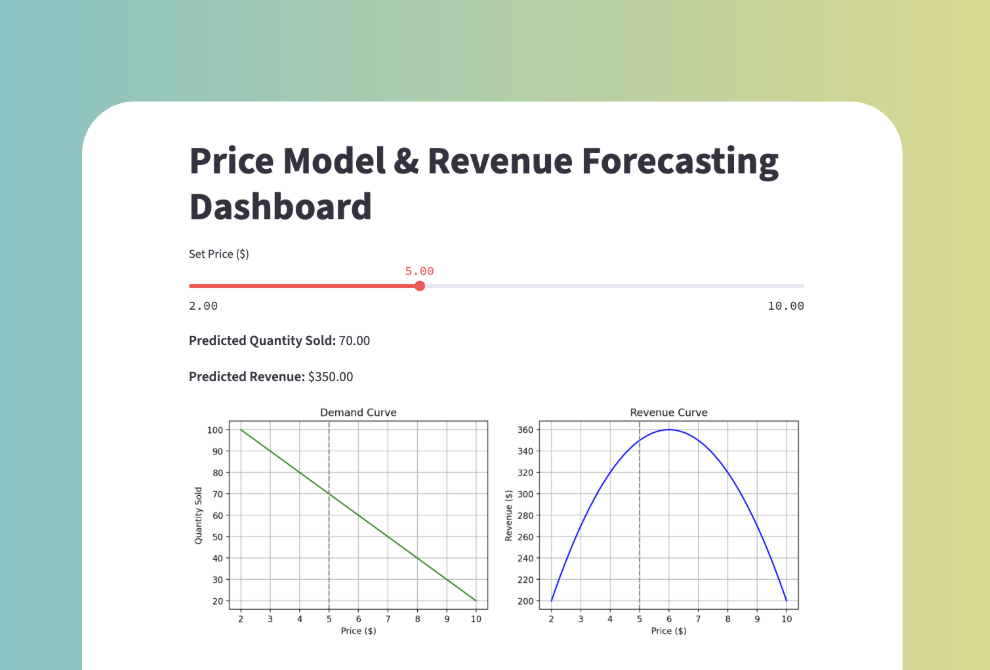 Price Model & Revenue Forecasting
Dashboard
Set Price ($)
5.00
2.00 10.00
Predicted Quantity Sold: 70.00
Predicted Revenue: $350.00
Demand Curve
Quantity Sold
100
90
80
70
60
50
40
30
20
2 3 4 5 6 7 8 9 10
Price ($)
Revenue Curve
Revenue ($)
360
340
320
300
280
260
240
220
200
2 3 4 5 6 7 8 9 10
Price ($)